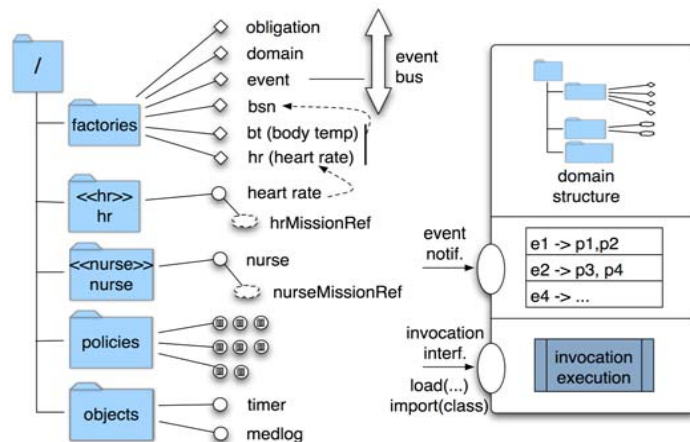 /
factories
obligation
domain
event
bsn
bt (body temp)
hr (heart rate)
event
bus
<<hr>>
hr
heart rate
hrMissionRef
<<nurse>>
nurse
nurse
nurseMissionRef
policies
objects
timer
medlog
domain
structure
event
notif.
e1 -> p1,p2
e2 -> p3, p4
e4 -> ...
invocation
interf.
load(...)
import(class)
invocation
execution